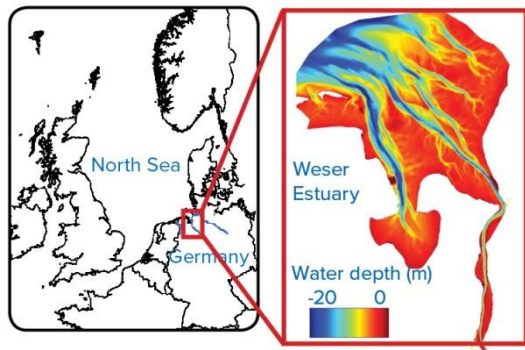 North Sea
Germany
Weser
Estuary
Water depth (m)
-20 0